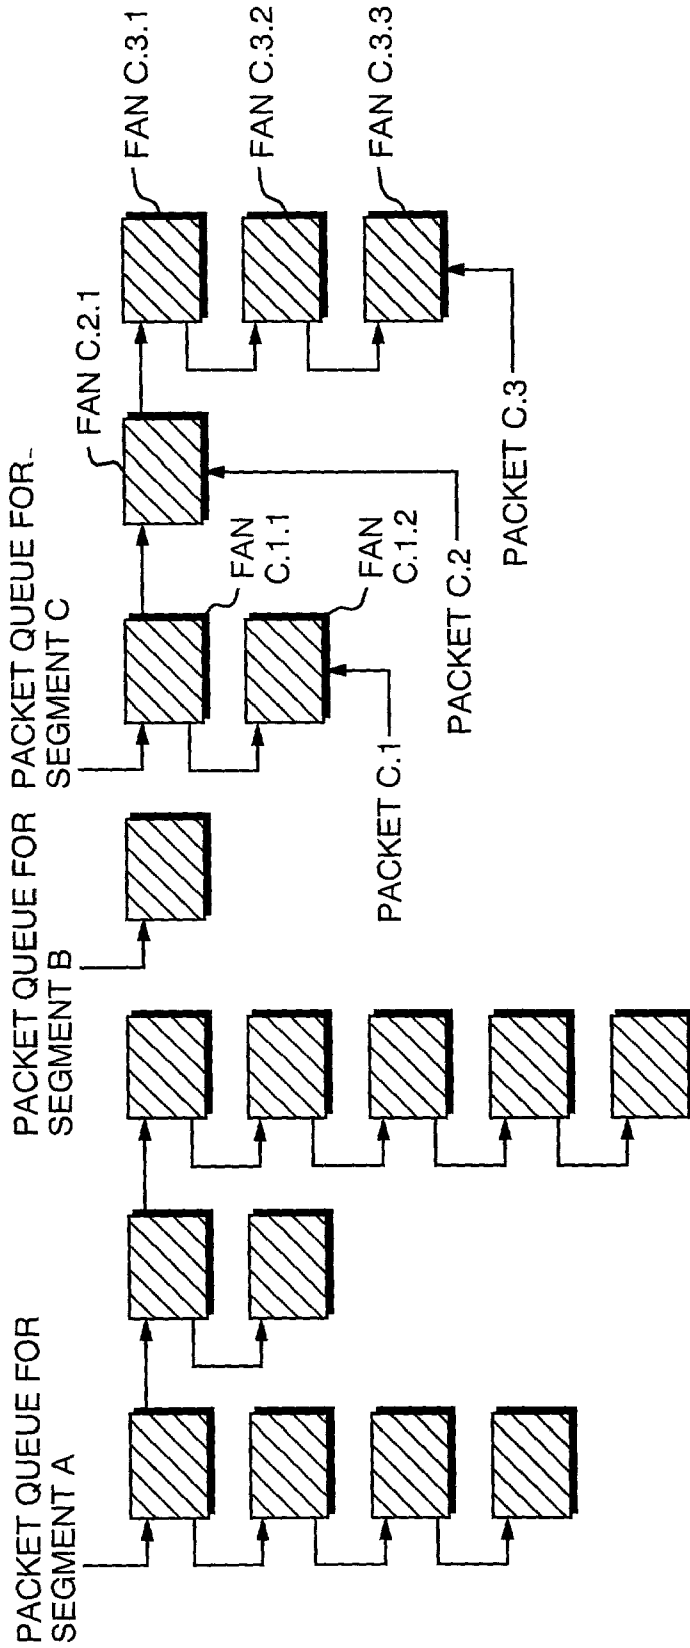 PACKET QUEUE FOR
SEGMENT A
PACKET QUEUE FOR
SEGMENT B
PACKET QUEUE FOR
SEGMENT C
FAN C.2.1
FAN C.3.1
FAN C.3.2
FAN C.3.3
FAN
C.1.1
FAN
C.1.2
PACKET C.1
PACKET C.2
PACKET C.3